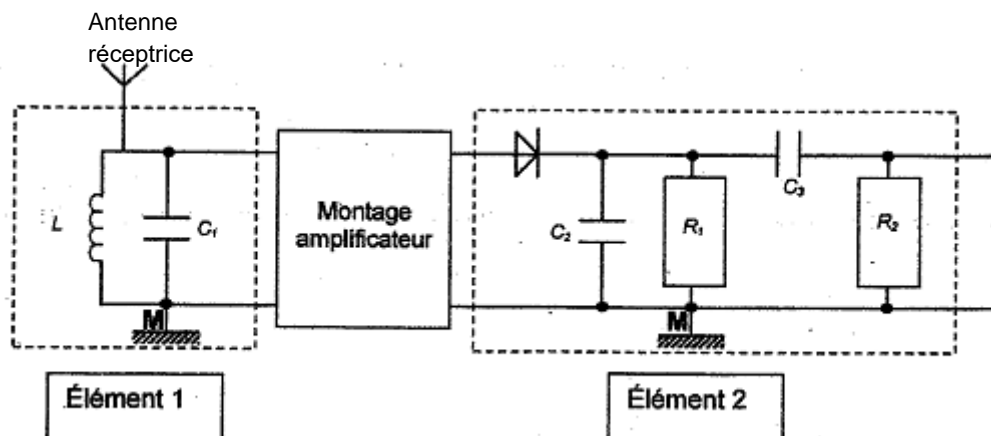 Antenne
réceptrice
L
C₁
Montage
amplificateur
C₂
R₁
C₃
R₂
M
M
Élément 1
Élément 2